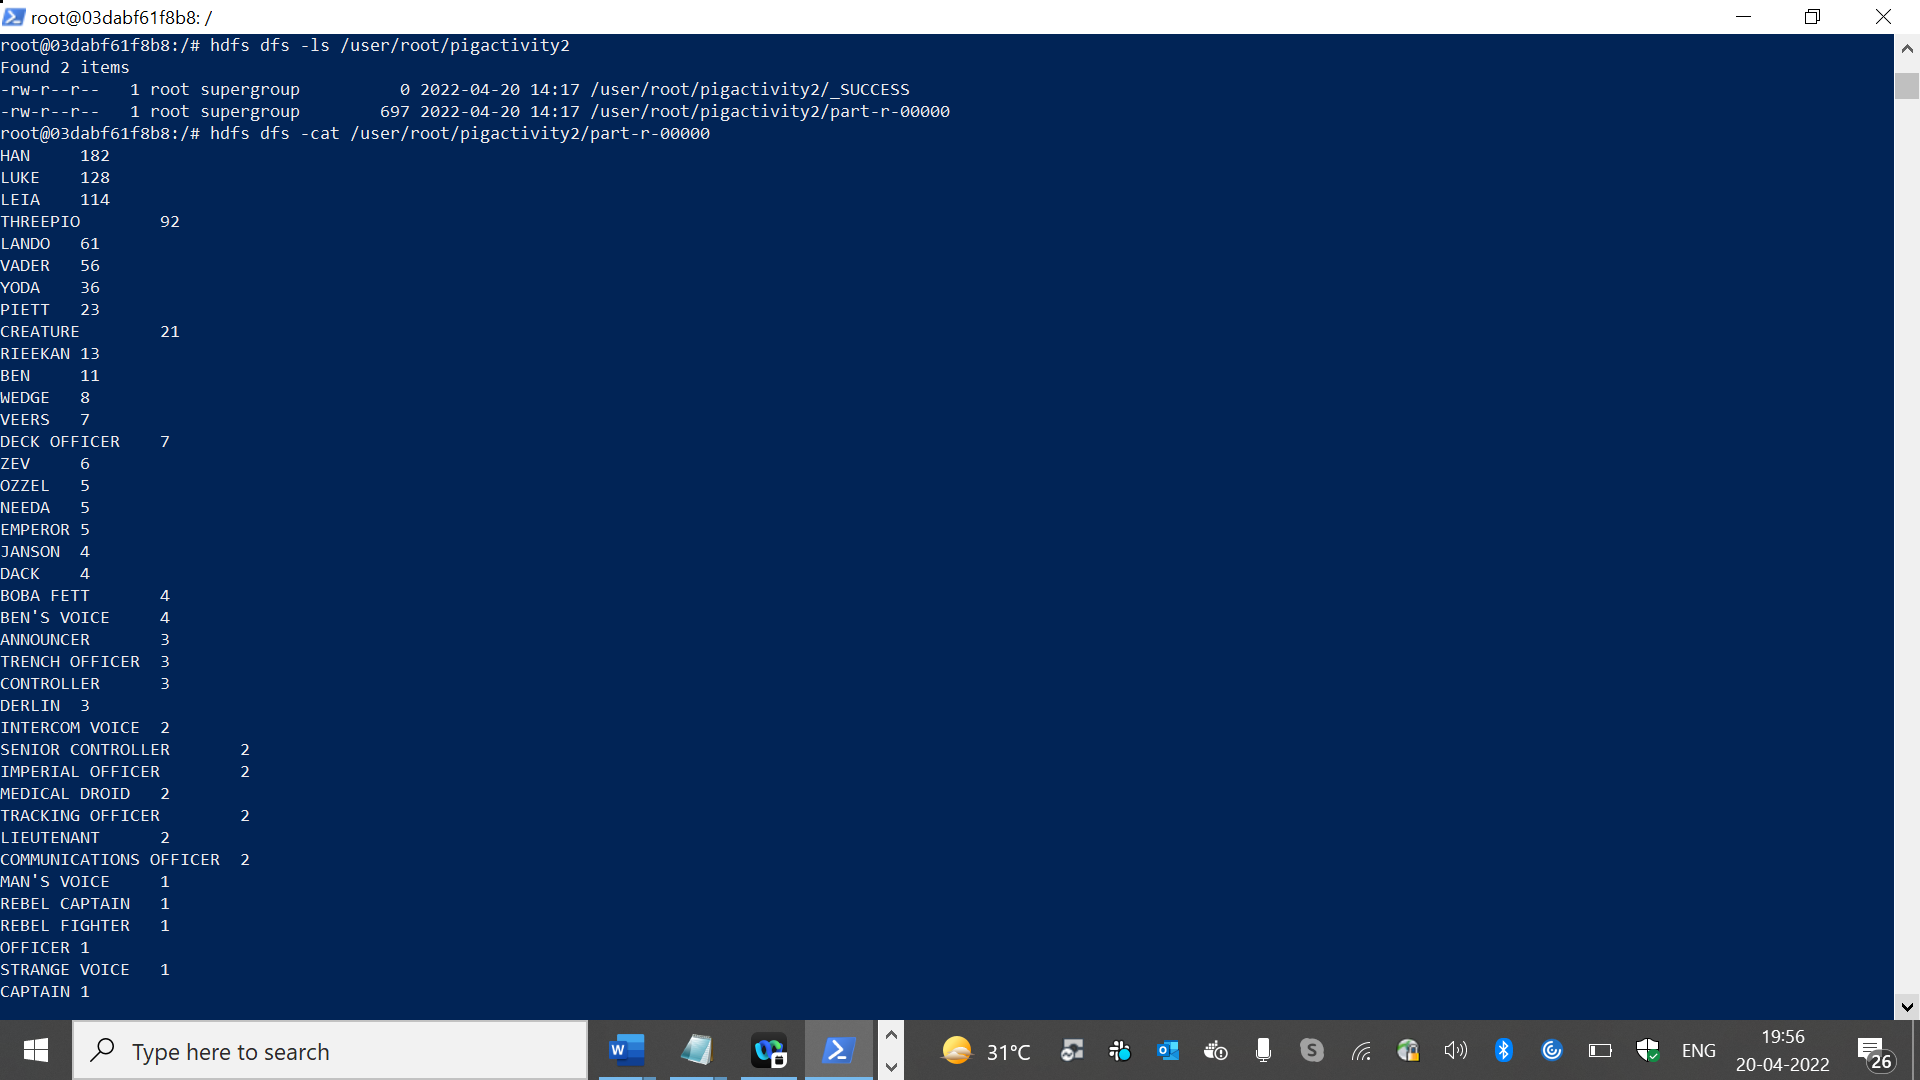 root@03dabf61f8b8: /
root@03dabf61f8b8:/# hdfs dfs -ls /user/root/pigactivity2
Found 2 items
-rw-r--r--   1 root supergroup          0 2022-04-20 14:17 /user/root/pigactivity2/_SUCCESS
-rw-r--r--   1 root supergroup        697 2022-04-20 14:17 /user/root/pigactivity2/part-r-00000
root@03dabf61f8b8:/# hdfs dfs -cat /user/root/pigactivity2/part-r-00000
HAN     182
LUKE    128
LEIA    114
THREEPIO        92
LANDO   61
VADER   56
YODA    36
PIETT   23
CREATURE        21
RIEEKAN 13
BEN     11
WEDGE   8
VEERS   7
DECK OFFICER    7
ZEV     6
OZZEL   5
NEEDA   5
EMPEROR 5
JANSON  4
DACK    4
BOBA FETT       4
BEN'S VOICE     4
ANNOUNCER       3
TRENCH OFFICER  3
CONTROLLER      3
DERLIN  3
INTERCOM VOICE  2
SENIOR CONTROLLER       2
IMPERIAL OFFICER        2
MEDICAL DROID   2
TRACKING OFFICER        2
LIEUTENANT      2
COMMUNICATIONS OFFICER  2
MAN'S VOICE     1
REBEL CAPTAIN   1
REBEL FIGHTER   1
OFFICER 1
STRANGE VOICE   1
CAPTAIN 1
Type here to search
31°C
ENG
19:56
20-04-2022
26